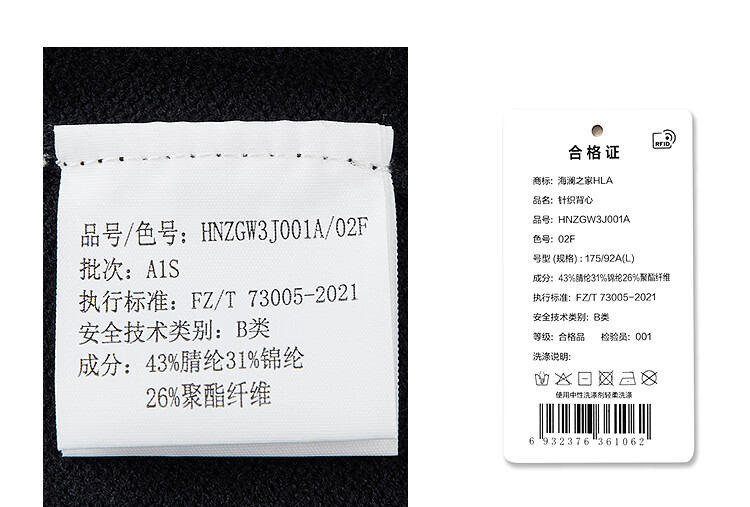 品号/色号: HNZGW3J001A/02F
批次: A1S
执行标准: FZ/T 73005-2021
安全技术类别: B类
成分: 43%腈纶31%锦纶
26%聚酯纤维
RFID
合格证
商标: 海澜之家HLA
品名: 针织背心
品号: HNZGW3J001A
色号: 02F
号型 (规格) : 175/92A(L)
成分: 43%腈纶31%锦纶26%聚酯纤维
执行标准: FZ/T 73005-2021
安全技术类别: B类
等级: 合格品 检验员: 001
洗涤说明:
使用中性洗涤剂轻柔洗涤
6 932376 361062